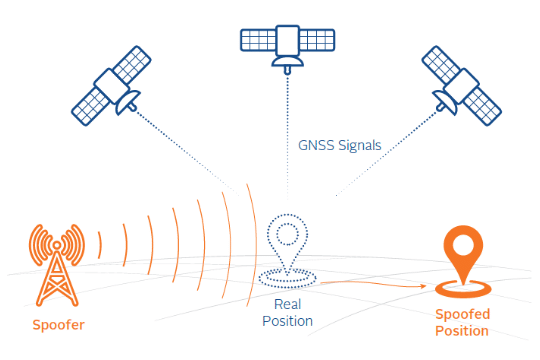 GNSS Signals
Spoofer
Real
Position
Spoofed
Position